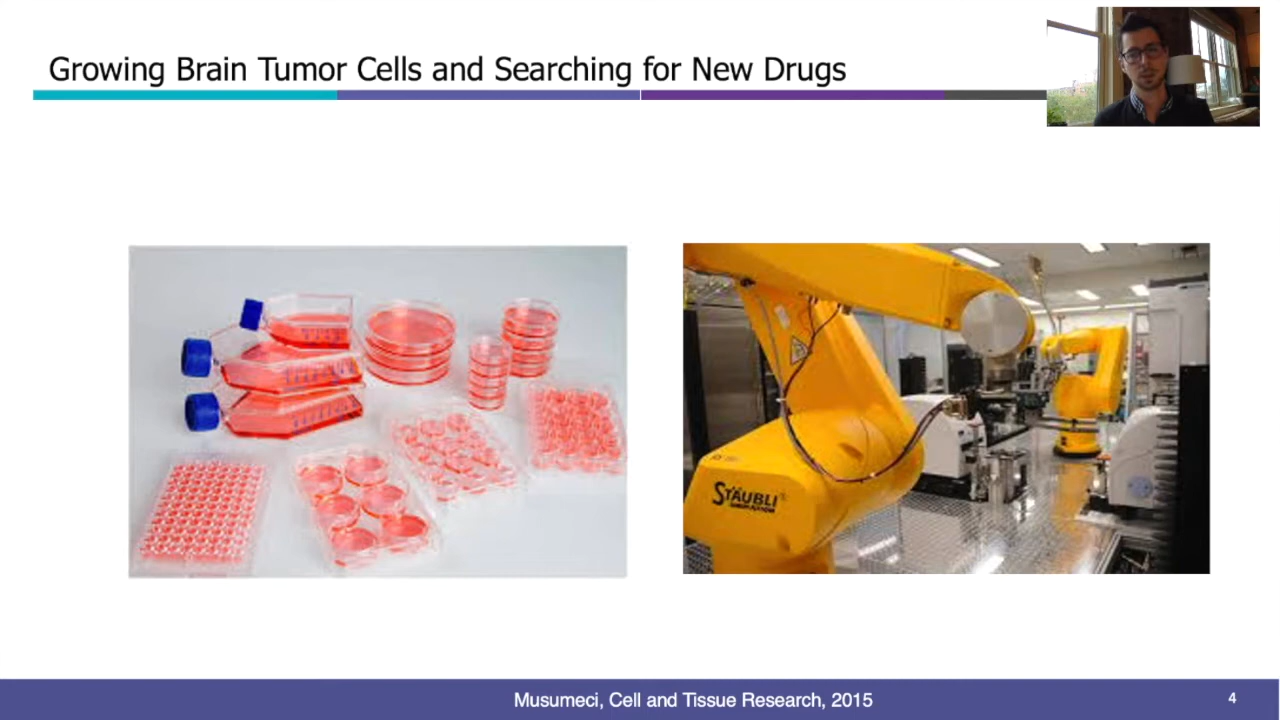 Growing Brain Tumor Cells and Searching for New Drugs
STÄUBLI
Musumeci, Cell and Tissue Research, 2015
4